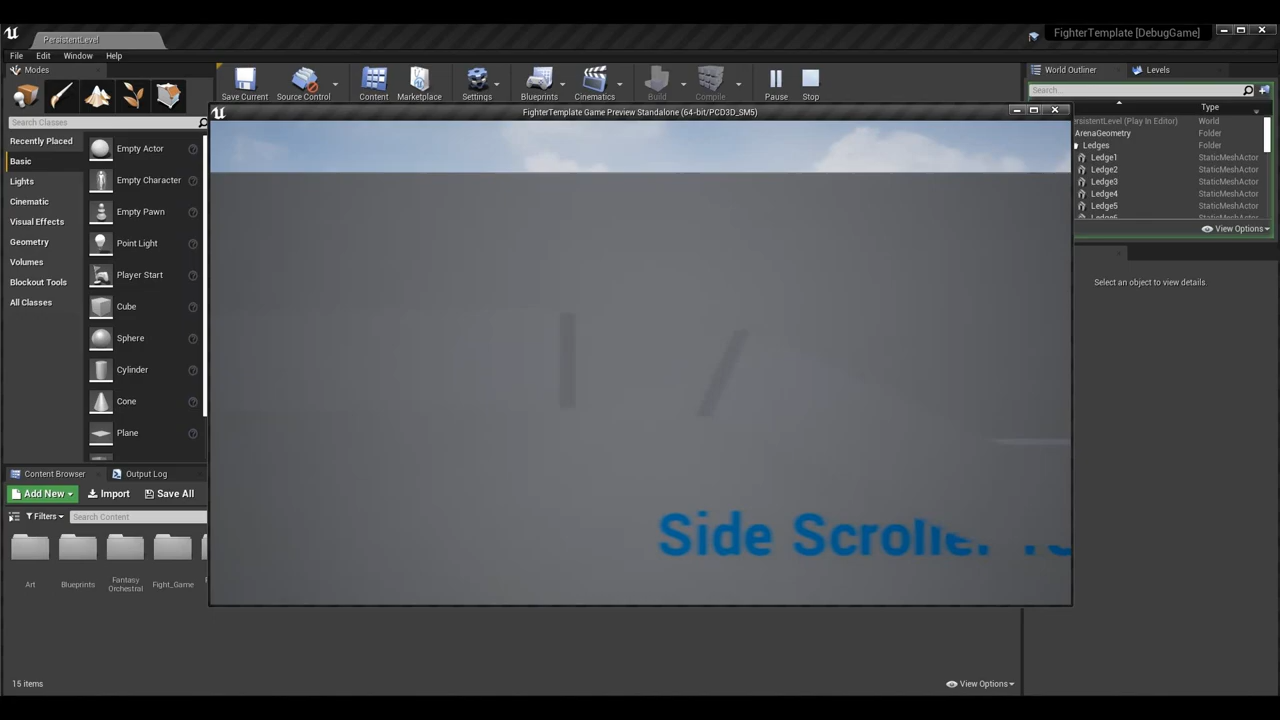 PersistentLevel
FighterTemplate [DebugGame]
File Edit Window Help
Modes
Search Classes
Recently Placed
Basic
Lights
Cinematic
Visual Effects
Geometry
Volumes
Blockout Tools
All Classes
Empty Actor
Empty Character
Empty Pawn
Point Light
Player Start
Cube
Sphere
Cylinder
Cone
Plane
Save Current
Source Control
Content
Marketplace
Settings
Blueprints
Cinematics
Build
Compile
Pause
Stop
FighterTemplate Game Preview Standalone (64-bit/PCD3D_SM5)
Side Scroller
World Outliner Levels
Search...
Type
ersistentLevel (Play In Editor) World
ArenaGeometry Folder
Ledges Folder
Ledge1 StaticMeshActor
Ledge2 StaticMeshActor
Ledge3 StaticMeshActor
Ledge4 StaticMeshActor
Ledge5 StaticMeshActor
Ledge6 StaticMeshActor
View Options
Select an object to view details.
Content Browser Output Log
Add New Import Save All
Filters Search Content
Art
Blueprints
Fantasy
Orchestral
Fight_Game
15 items
View Options